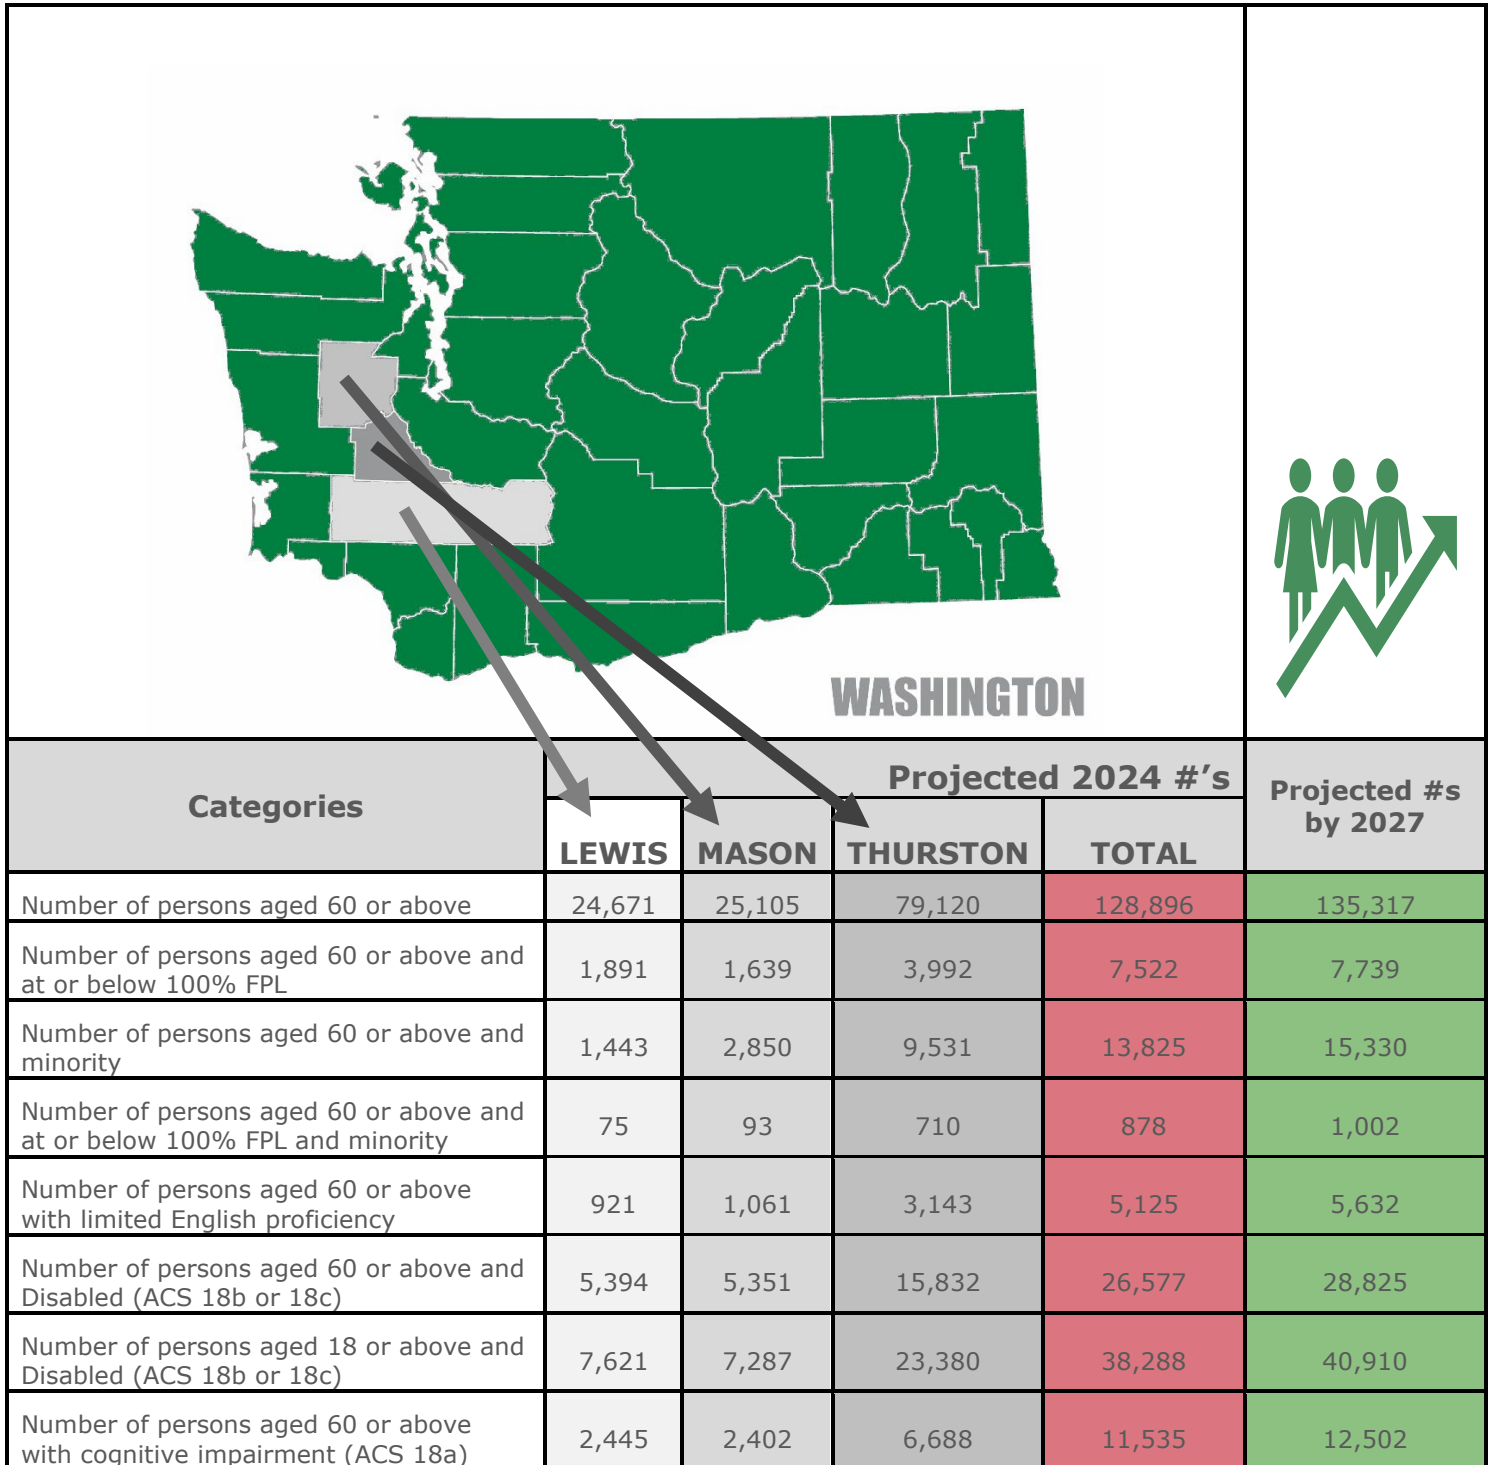 WASHINGTON
Categories
Projected 2024 #’s
Projected #s
by 2027
LEWIS MASON THURSTON TOTAL
Number of persons aged 60 or above 24,671 25,105 79,120 128,896 135,317
Number of persons aged 60 or above and
at or below 100% FPL 1,891 1,639 3,992 7,522 7,739
Number of persons aged 60 or above and
minority 1,443 2,850 9,531 13,825 15,330
Number of persons aged 60 or above and
at or below 100% FPL and minority 75 93 710 878 1,002
Number of persons aged 60 or above
with limited English proficiency 921 1,061 3,143 5,125 5,632
Number of persons aged 60 or above and
Disabled (ACS 18b or 18c) 5,394 5,351 15,832 26,577 28,825
Number of persons aged 18 or above and
Disabled (ACS 18b or 18c) 7,621 7,287 23,380 38,288 40,910
Number of persons aged 60 or above
with cognitive impairment (ACS 18a) 2,445 2,402 6,688 11,535 12,502